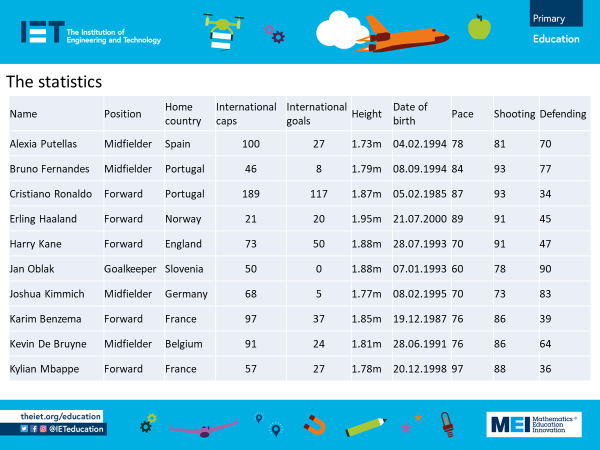 IET The Institution of
Engineering and Technology
Primary
Education
The statistics
Name Position Home country International caps International goals Height Date of birth Pace Shooting Defending
Alexia Putellas Midfielder Spain 100 27 1.73m 04.02.1994 78 81 70
Bruno Fernandes Midfielder Portugal 46 8 1.79m 08.09.1994 84 93 77
Cristiano Ronaldo Forward Portugal 189 117 1.87m 05.02.1985 87 93 34
Erling Haaland Forward Norway 21 20 1.95m 21.07.2000 89 91 45
Harry Kane Forward England 73 50 1.88m 28.07.1993 70 91 47
Jan Oblak Goalkeeper Slovenia 50 0 1.88m 07.01.1993 60 78 90
Joshua Kimmich Midfielder Germany 68 5 1.77m 08.02.1995 70 73 83
Karim Benzema Forward France 97 37 1.85m 19.12.1987 76 86 39
Kevin De Bruyne Midfielder Belgium 91 24 1.81m 28.06.1991 76 86 64
Kylian Mbappe Forward France 57 27 1.78m 20.12.1998 97 88 36
theiet.org/education
@IETeducation
MEI Mathematics
Education
Innovation